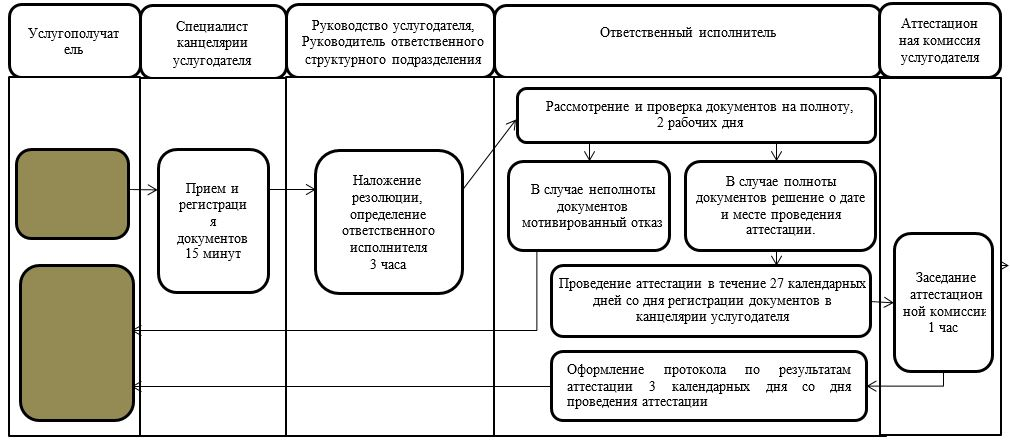 Услугополучат
ель
Специалист
канцелярии
услугодателя
Руководство услугодателя,
Руководитель ответственного
структурного подразделения
Ответственный исполнитель
Аттестацион
ная комиссия
услугодателя
Рассмотрение и проверка документов на полноту,
2 рабочих дня
Прием и
регистраци
я
документов
15 минут
Наложение
резолюции,
определение
ответственного
исполнителя
3 часа
В случае неполноты
документов
мотивированный отказ
В случае полноты
документов решение о дате
и месте проведения
аттестации.
Проведение аттестации в течение 27 календарных
дней со дня регистрации документов в
канцелярии услугодателя
Заседание
аттестацион
ной комиссии
1 час
Оформление протокола по результатам
аттестации 3 календарных дня со дня
проведения аттестации